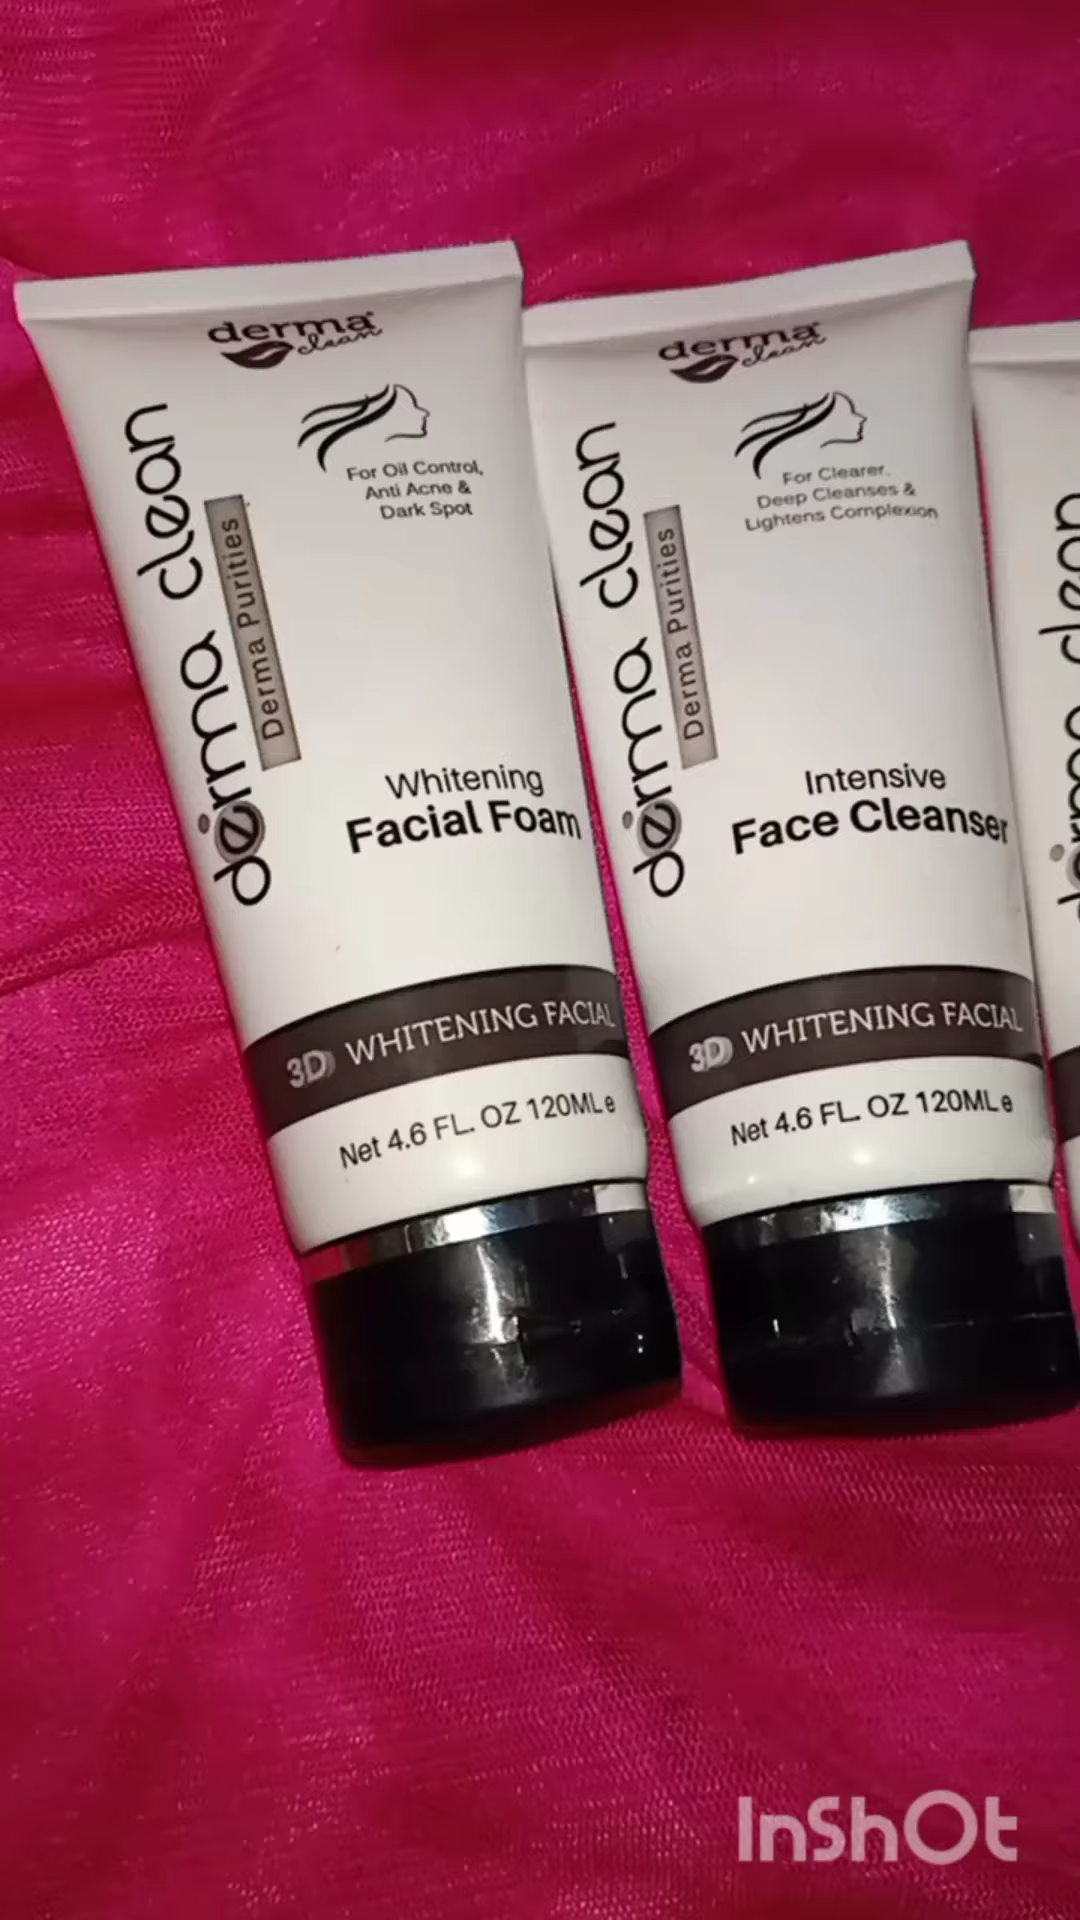 derma
clean
For Oil Control,
Anti Acne &
Dark Spot
derma clean
Derma Purities
Whitening
Facial Foam
3D WHITENING FACIAL
Net 4.6 FL. OZ 120ML e
derma
clean
For Clearer,
Deep Cleanses &
Lightens Complexion
derma clean
Derma Purities
Intensive
Face Cleanser
3D WHITENING FACIAL
Net 4.6 FL. OZ 120ML e
derma clean
InShOt